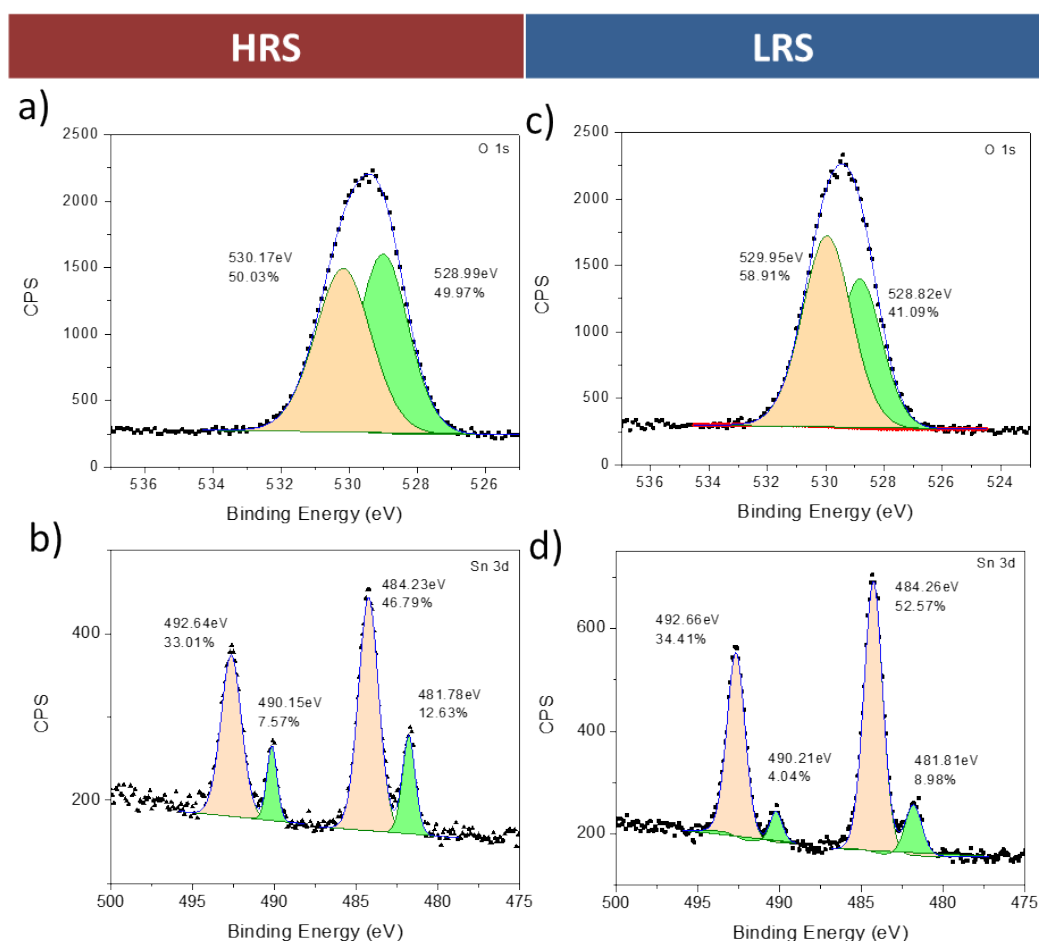 HRS
LRS
a)
2500
2000
1500
1000
500
0
CPS
O 1s
530.17eV
50.03%
528.99eV
49.97%
536
534
532
530
528
526
Binding Energy (eV)
c)
2500
2000
1500
1000
500
0
CPS
O 1s
529.95eV
58.91%
528.82eV
41.09%
536
534
532
530
528
526
524
Binding Energy (eV)
b)
400
200
CPS
Sn 3d
492.64eV
33.01%
490.15eV
7.57%
484.23eV
46.79%
481.78eV
12.63%
500
495
490
485
480
475
Binding Energy (eV)
d)
600
400
200
CPS
Sn 3d
492.66eV
34.41%
490.21eV
4.04%
484.26eV
52.57%
481.81eV
8.98%
500
495
490
485
480
475
Binding Energy (eV)